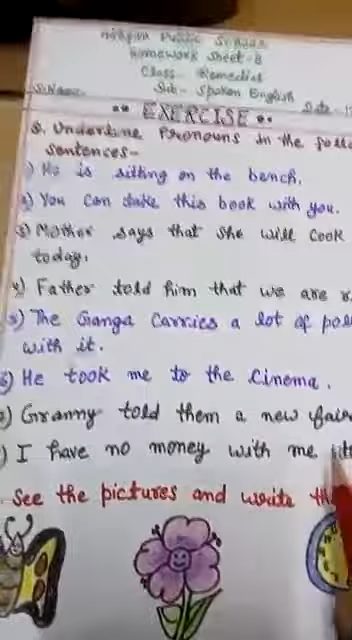 Public School
Homework Sheet-8
Class- Remedial
S.Name- Sub- Spoken English
Date-
EXERCISE
Underline Pronouns in the
sentences-
1) He is sitting on the bench.
2) You can take this book with you.
3) Mother says that she will cook
today.
4) Father told him that we are
5) The Ganga carries a lot of
with it.
6) He took me to the cinema.
Granny told them a new
I have no money with me
See the pictures and write